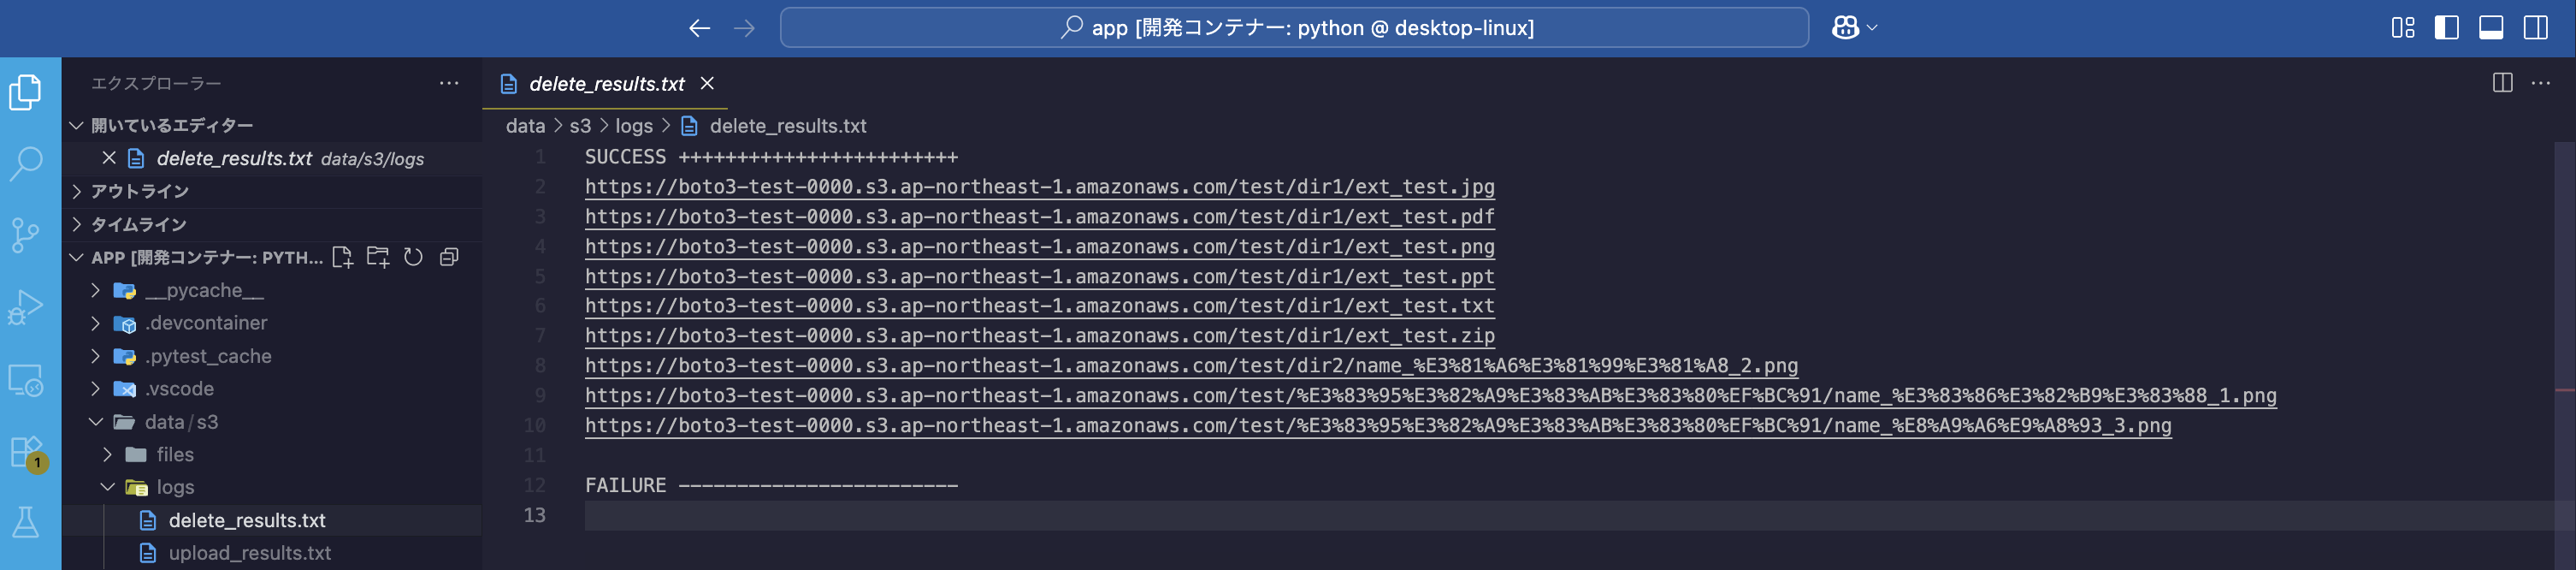 app [開発コンテナー: python @ desktop-linux]
エクスプローラー
開いているエディター
delete_results.txt data/s3/logs
アウトライン
タイムライン
APP [開発コンテナー: PYTH...
__pycache__
.devcontainer
.pytest_cache
.vscode
data/s3
files
logs
delete_results.txt
upload_results.txt
1
delete_results.txt
data > s3 > logs > delete_results.txt
1 SUCCESS ++++++++++++++++++++++++
2 https://boto3-test-0000.s3.ap-northeast-1.amazonaws.com/test/dir1/ext_test.jpg
3 https://boto3-test-0000.s3.ap-northeast-1.amazonaws.com/test/dir1/ext_test.pdf
4 https://boto3-test-0000.s3.ap-northeast-1.amazonaws.com/test/dir1/ext_test.png
5 https://boto3-test-0000.s3.ap-northeast-1.amazonaws.com/test/dir1/ext_test.ppt
6 https://boto3-test-0000.s3.ap-northeast-1.amazonaws.com/test/dir1/ext_test.txt
7 https://boto3-test-0000.s3.ap-northeast-1.amazonaws.com/test/dir1/ext_test.zip
8 https://boto3-test-0000.s3.ap-northeast-1.amazonaws.com/test/dir2/name_%E3%81%A6%E3%81%99%E3%81%A8_2.png
9 https://boto3-test-0000.s3.ap-northeast-1.amazonaws.com/test/%E3%83%95%E3%82%A9%E3%83%AB%E3%83%80%EF%BC%91/name_%E3%83%86%E3%82%B9%E3%83%88_1.png
10 https://boto3-test-0000.s3.ap-northeast-1.amazonaws.com/test/%E3%83%95%E3%82%A9%E3%83%AB%E3%83%80%EF%BC%91/name_%E8%A9%A6%E9%A8%93_3.png
11
12 FAILURE ------------------------
13